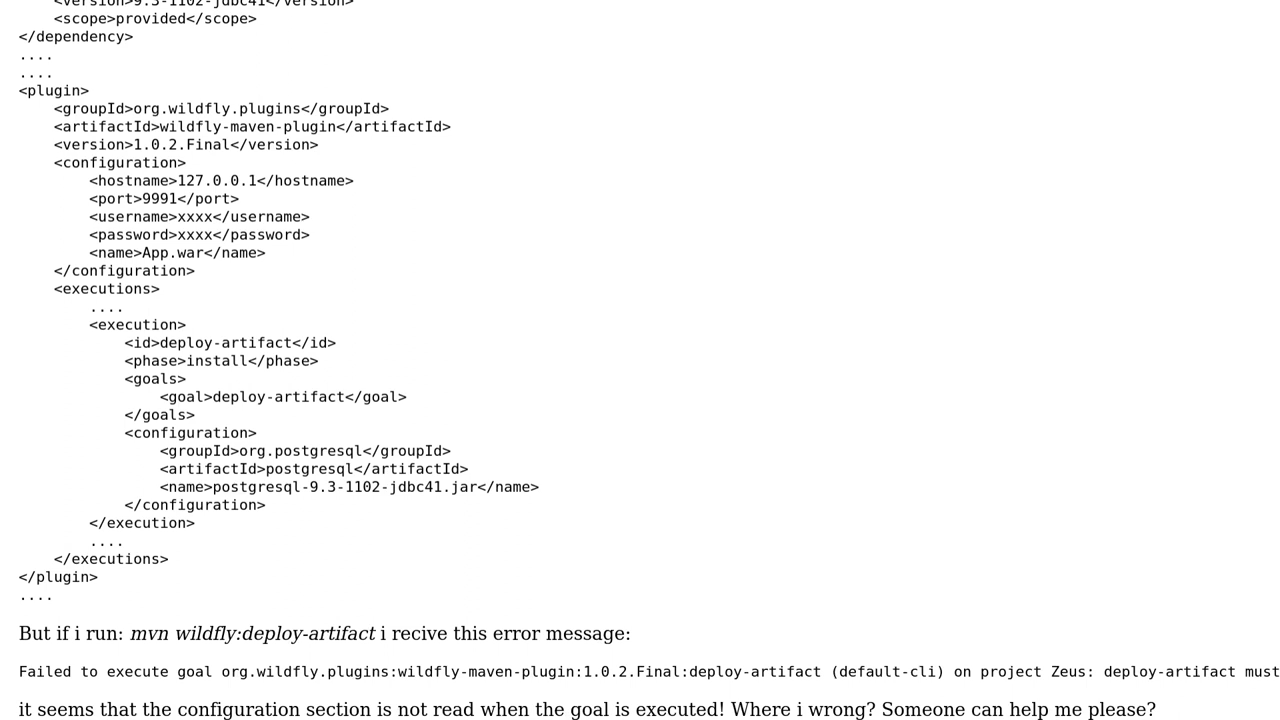 <version>9.3-1102-jdbc41</version>
    <scope>provided</scope>
</dependency>
....
....
<plugin>
    <groupId>org.wildfly.plugins</groupId>
    <artifactId>wildfly-maven-plugin</artifactId>
    <version>1.0.2.Final</version>
    <configuration>
        <hostname>127.0.0.1</hostname>
        <port>9991</port>
        <username>xxxx</username>
        <password>xxxx</password>
        <name>App.war</name>
    </configuration>
    <executions>
        ....
        <execution>
            <id>deploy-artifact</id>
            <phase>install</phase>
            <goals>
                <goal>deploy-artifact</goal>
            </goals>
            <configuration>
                <groupId>org.postgresql</groupId>
                <artifactId>postgresql</artifactId>
                <name>postgresql-9.3-1102-jdbc41.jar</name>
            </configuration>
        </execution>
        ....
    </executions>
</plugin>
....
But if i run: mvn wildfly:deploy-artifact i recive this error message:
Failed to execute goal org.wildfly.plugins:wildfly-maven-plugin:1.0.2.Final:deploy-artifact (default-cli) on project Zeus: deploy-artifact must
it seems that the configuration section is not read when the goal is executed! Where i wrong? Someone can help me please?